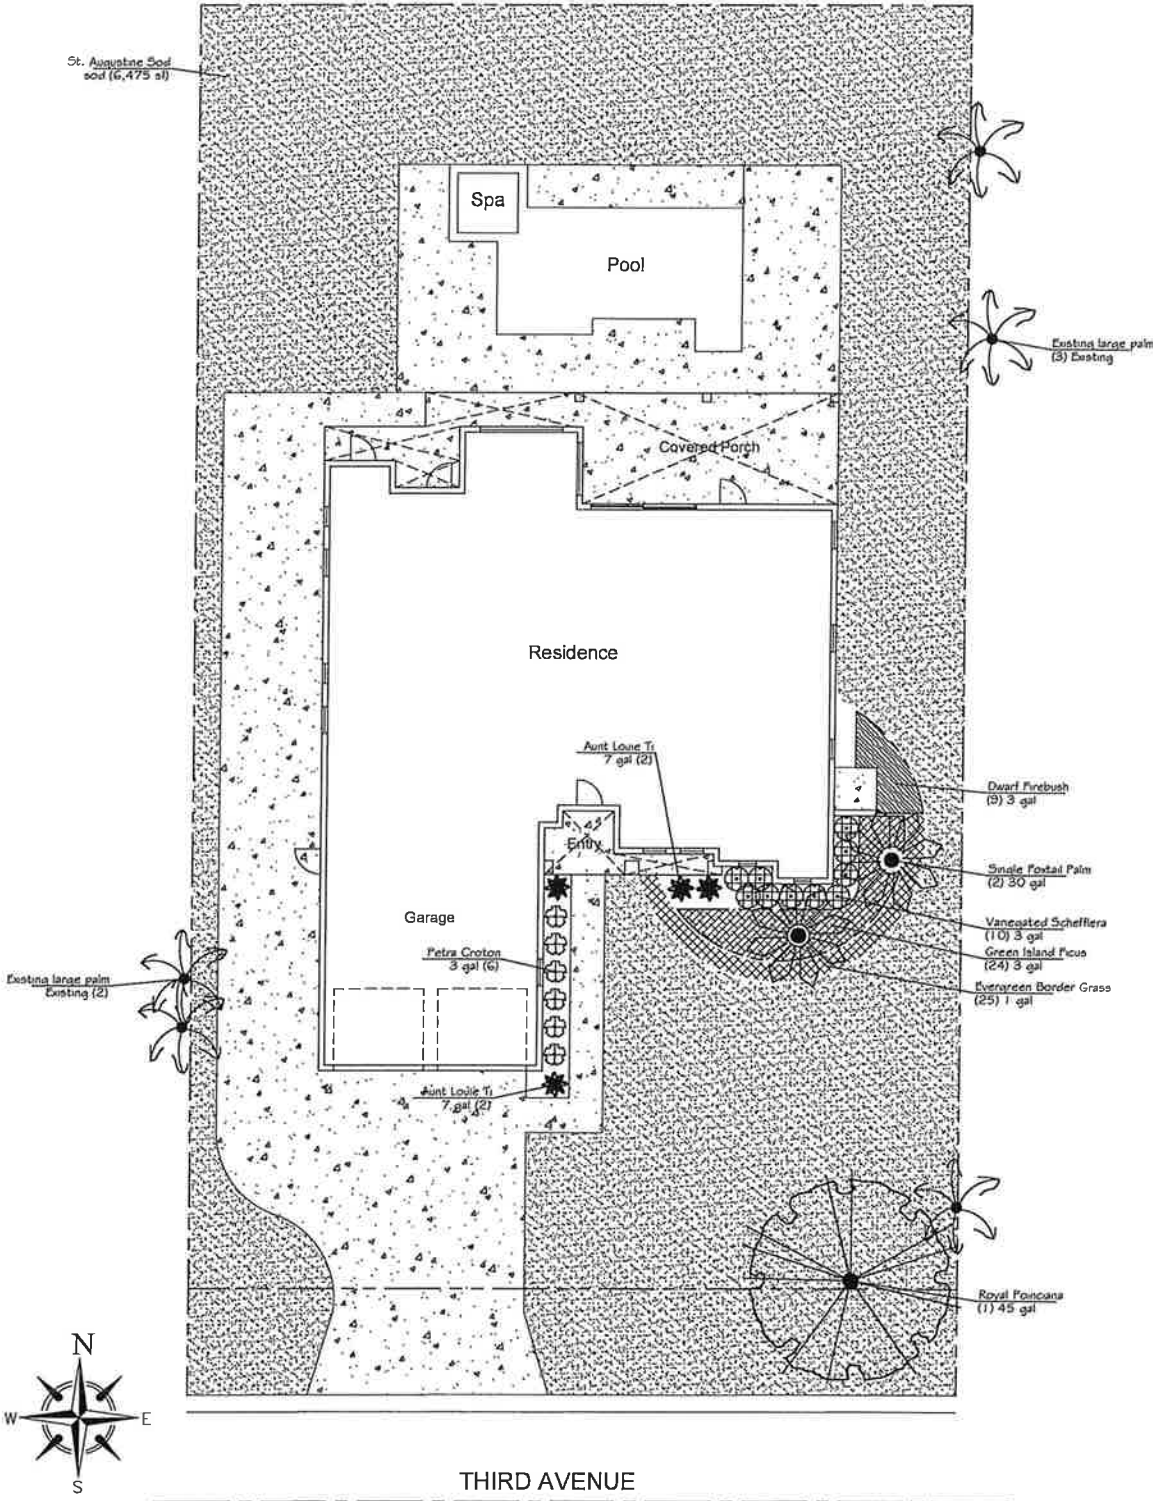 St. Augustine Sod
sod (6,475 sf)
Spa
Pool
Existing large palm
(3) Existing
Covered Porch
Residence
Aunt Louie Ti
7 gal (2)
Dwarf Firebush
(9) 3 gal
Entry
Single Foxtail Palm
(2) 30 gal
Garage
Variegated Schefflera
(10) 3 gal
Petra Croton
3 gal (6)
Green Island Ficus
(24) 3 gal
Existing large palm
Existing (2)
Evergreen Border Grass
(25) 1 gal
Aunt Louie Ti
7 gal (2)
Royal Poinciana
(1) 45 gal
N
W
E
S
THIRD AVENUE